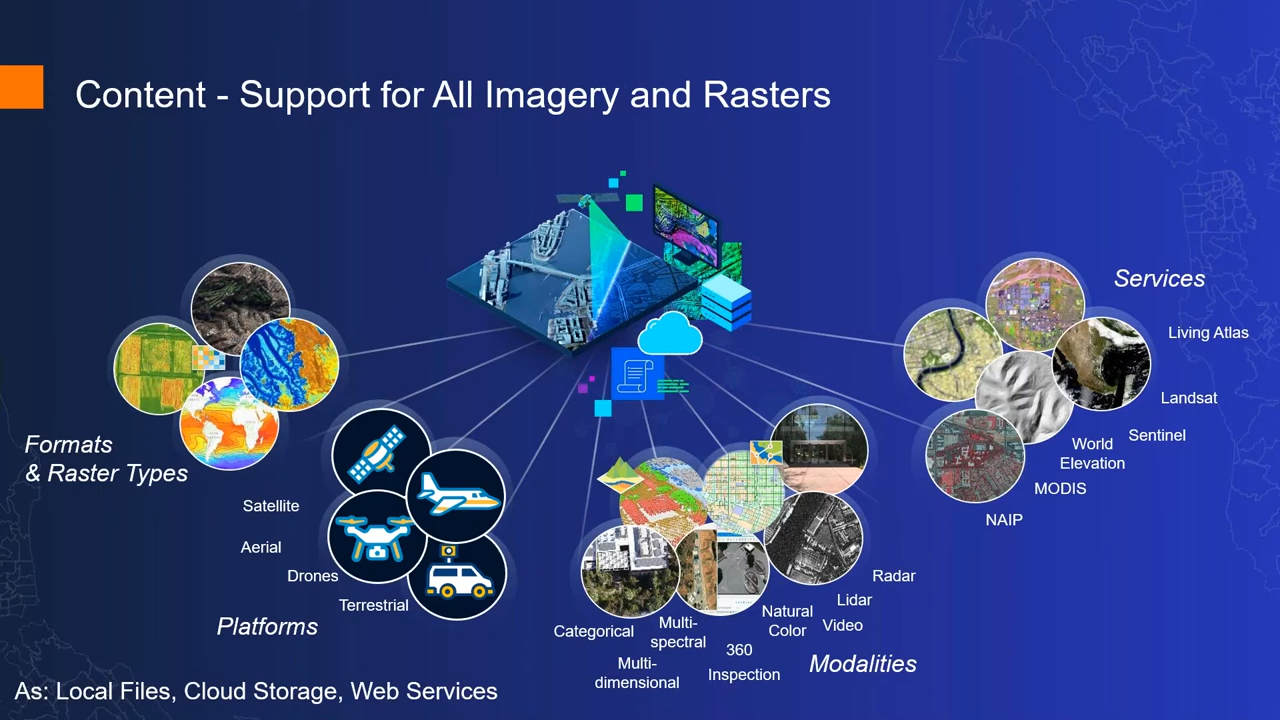 Content - Support for All Imagery and Rasters
Services
Living Atlas
Landsat
Sentinel
World
Elevation
MODIS
NAIP
Formats
& Raster Types
Satellite
Aerial
Drones
Terrestrial
Platforms
Categorical
Multi-
spectral
Multi-
dimensional
360
Inspection
Natural
Color
Video
Lidar
Radar
Modalities
As: Local Files, Cloud Storage, Web Services